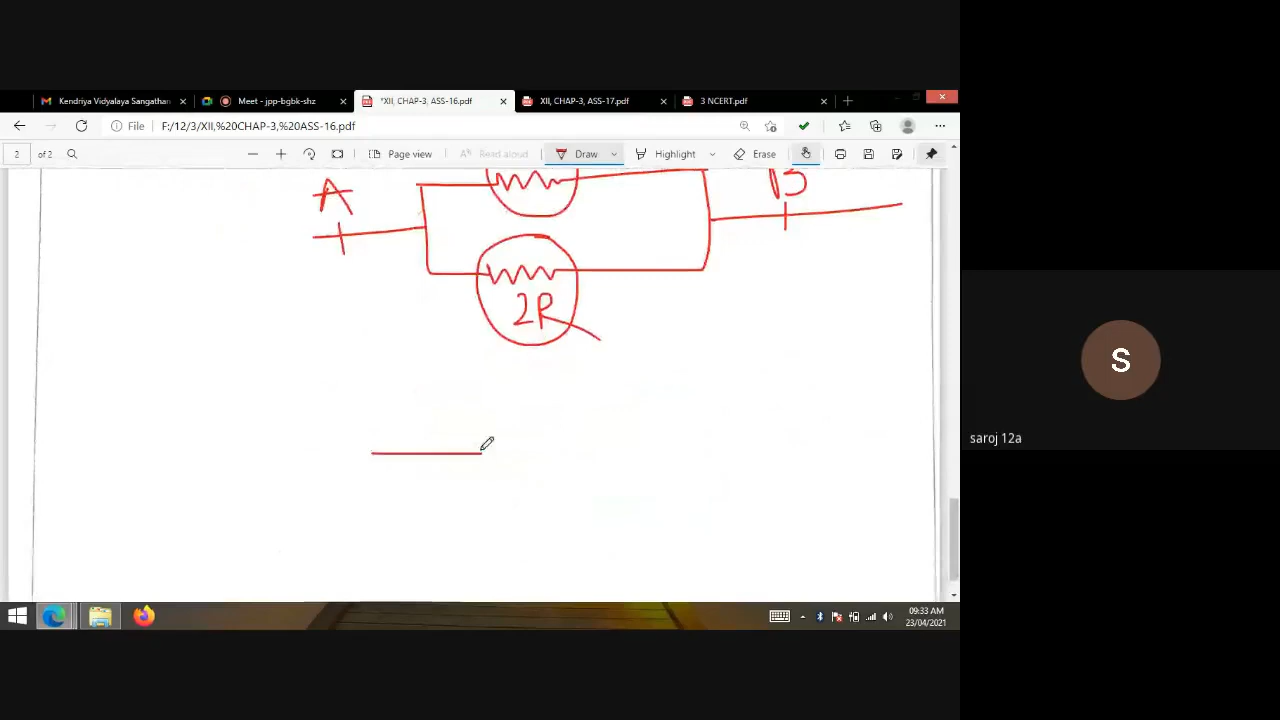 Kendriya Vidyalaya Sangathan
Meet - jpp-bgbk-shz
*XII, CHAP-3, ASS-16.pdf
XII, CHAP-3, ASS-17.pdf
3 NCERT.pdf
File
F:/12/3/XII,%20CHAP-3,%20ASS-16.pdf
2
of 2
Page view
Read aloud
Draw
Highlight
Erase
A
B
2R
S
saroj 12a
09:33 AM
23/04/2021